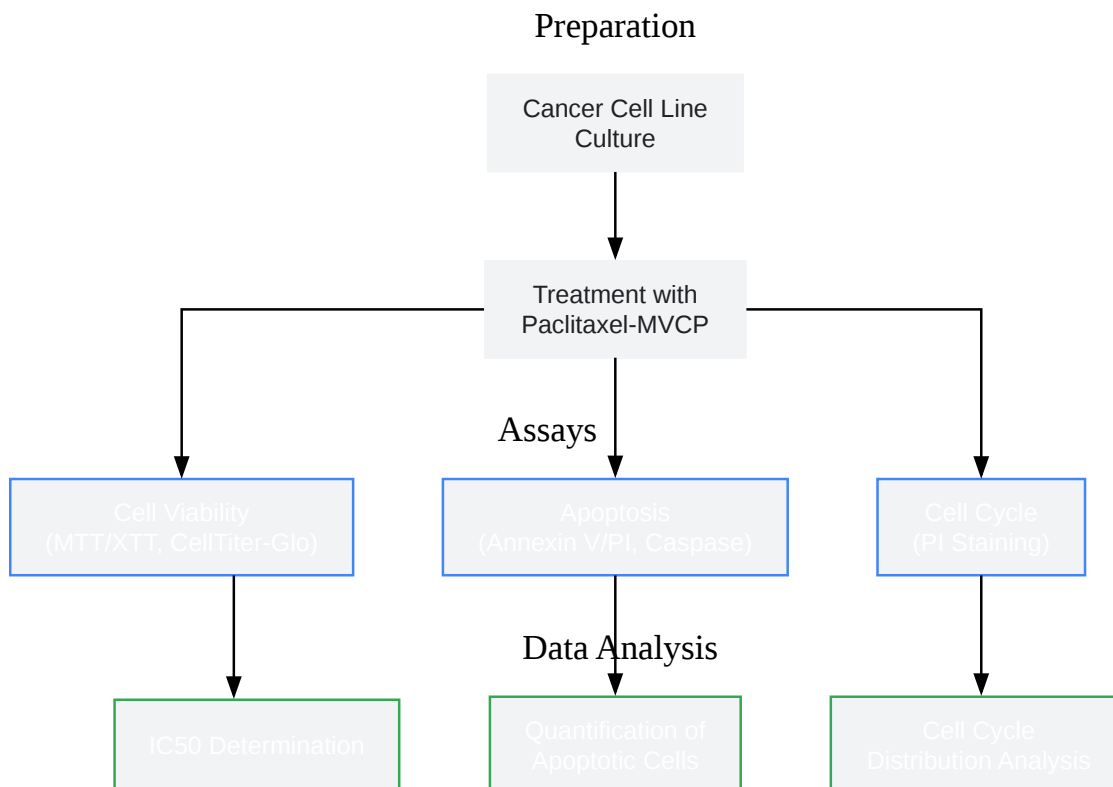 Preparation
Cancer Cell Line
Culture
Treatment with
Paclitaxel-MVCP
Assays
Cell Viability
(MTT/XTT, CellTiter-Glo)
Apoptosis
(Annexin V/PI, Caspase)
Cell Cycle
(PI Staining)
Data Analysis
IC50 Determination
Quantification of
Apoptotic Cells
Cell Cycle
Distribution Analysis